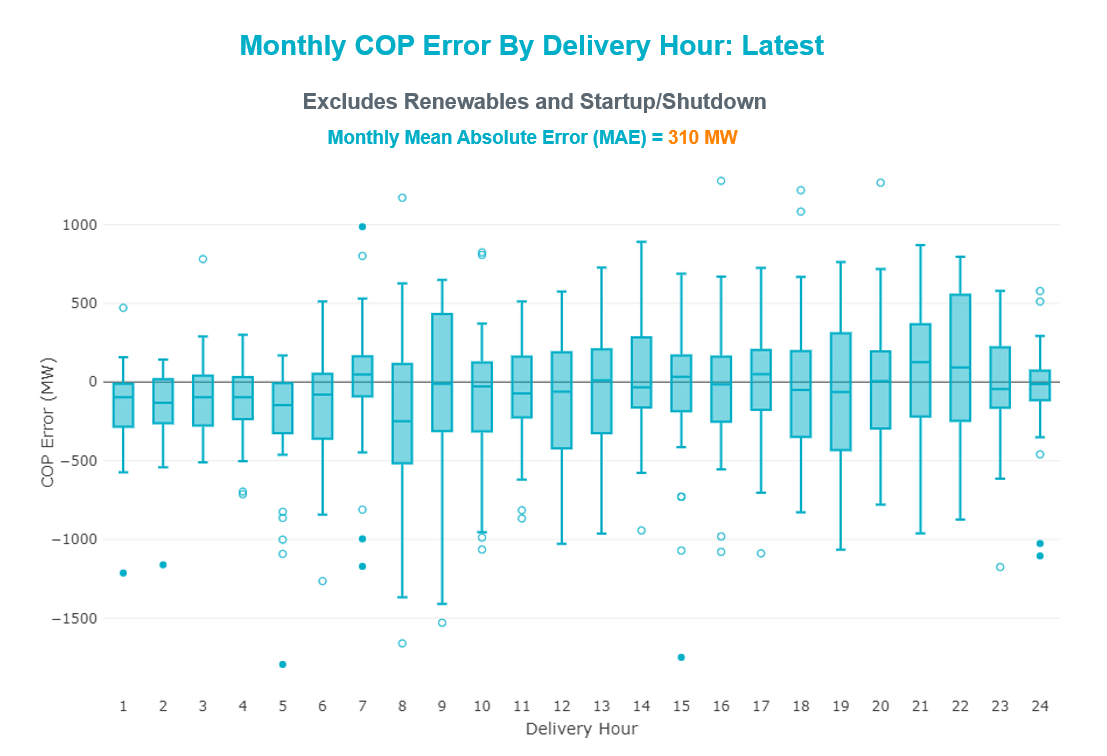 Monthly COP Error By Delivery Hour: Latest
Excludes Renewables and Startup/Shutdown
Monthly Mean Absolute Error (MAE) = 310 MW
COP Error (MW)
1000
500
0
−500
−1000
−1500
1 2 3 4 5 6 7 8 9 10 11 12 13 14 15 16 17 18 19 20 21 22 23 24
Delivery Hour